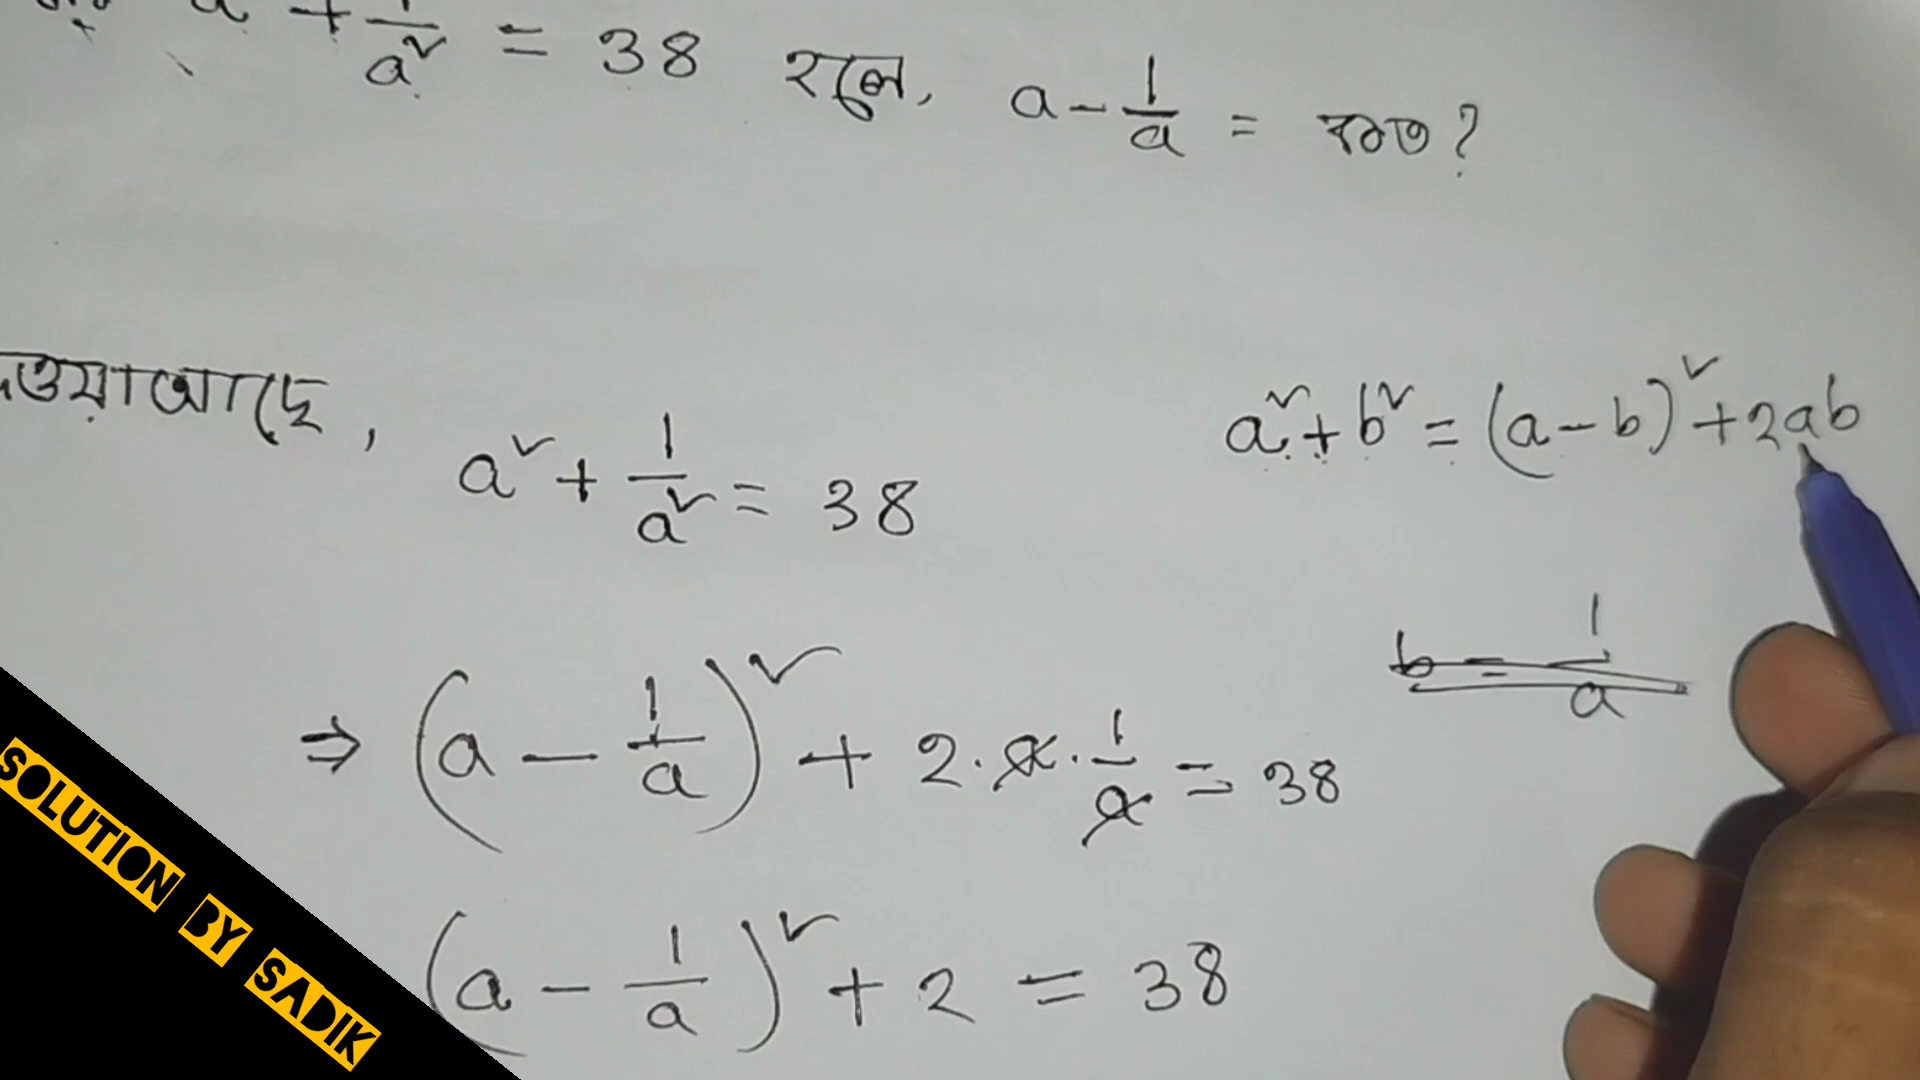 a² + 1/a² = 38 হলে, a - 1/a = কত?
দেওয়া আছে,
a² + b² = (a - b)² + 2ab
a² + 1/a² = 38
b = 1/a
⇒ (a - 1/a)² + 2 · a · 1/a = 38
(a - 1/a)² + 2 = 38
SOLUTION BY SADIK